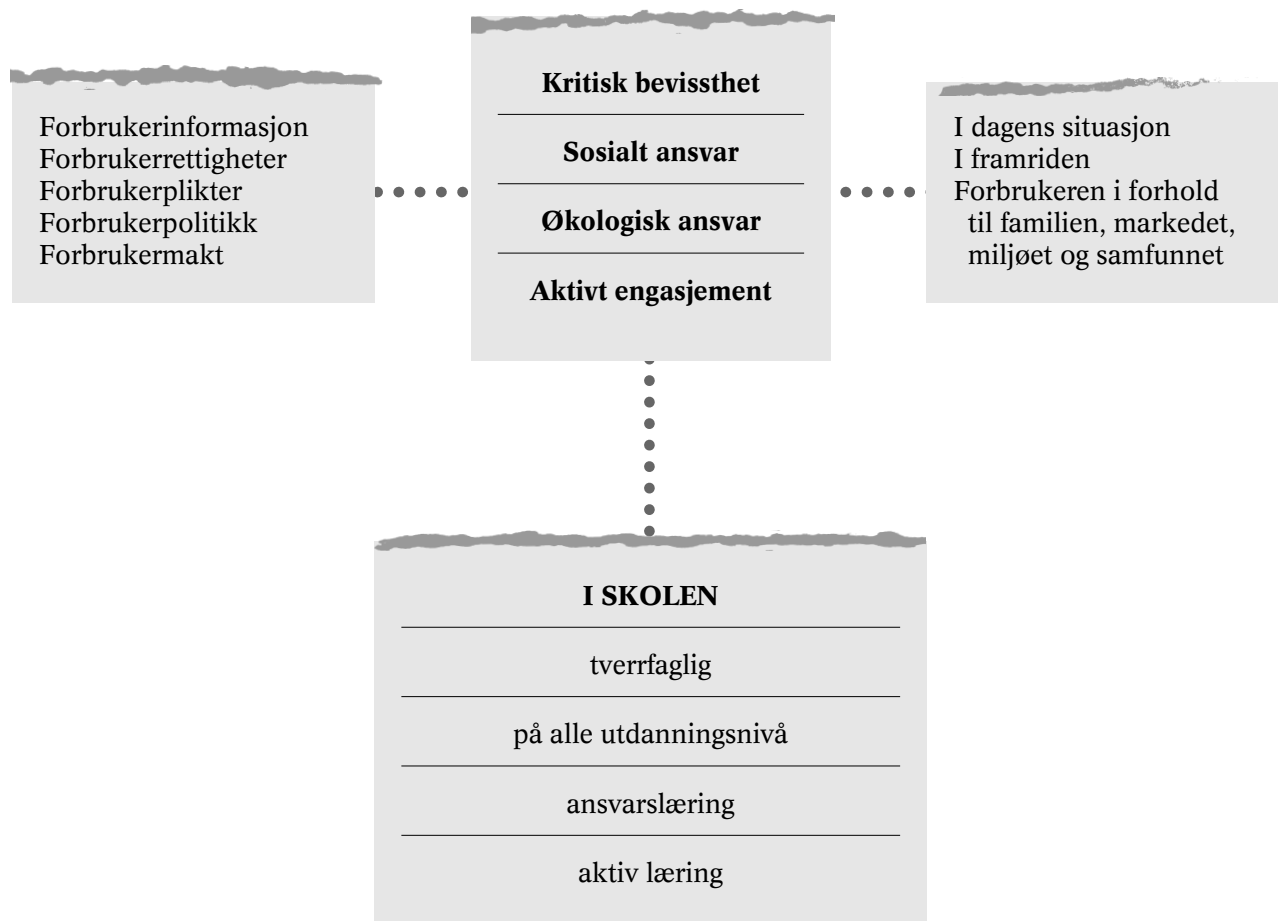 Kritisk bevissthet
Sosialt ansvar
Økologisk ansvar
Aktivt engasjement
Forbrukerinformasjon
Forbrukerrettigheter
Forbrukerplikter
Forbrukerpolitikk
Forbrukermakt
I dagens situasjon
I framriden
Forbrukeren i forhold
til familien, markedet,
miljøet og samfunnet
I SKOLEN
tverrfaglig
på alle utdanningsnivå
ansvarslæring
aktiv læring